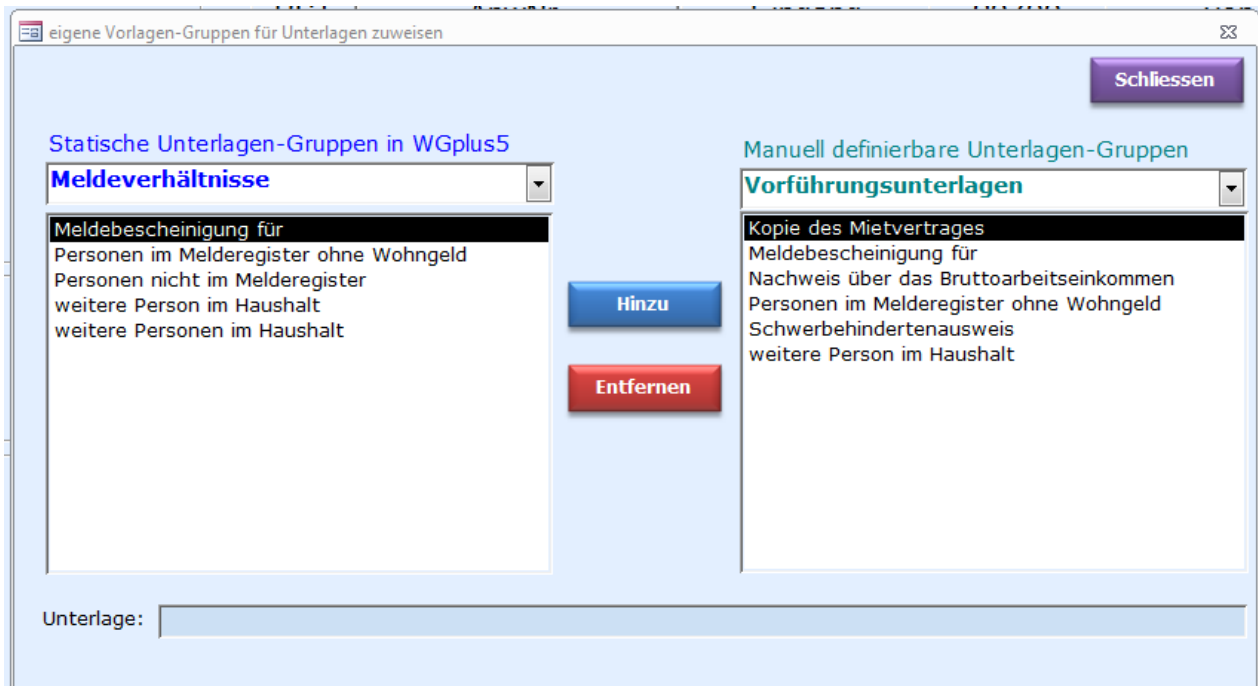 eigene Vorlagen-Gruppen für Unterlagen zuweisen
Schliessen
Statische Unterlagen-Gruppen in WGplus5
Meldeverhältnisse
Meldebescheinigung für
Personen im Melderegister ohne Wohngeld
Personen nicht im Melderegister
weitere Person im Haushalt
weitere Personen im Haushalt
Hinzu
Entfernen
Manuell definierbare Unterlagen-Gruppen
Vorführungsunterlagen
Kopie des Mietvertrages
Meldebescheinigung für
Nachweis über das Bruttoarbeitseinkommen
Personen im Melderegister ohne Wohngeld
Schwerbehindertenausweis
weitere Person im Haushalt
Unterlage: